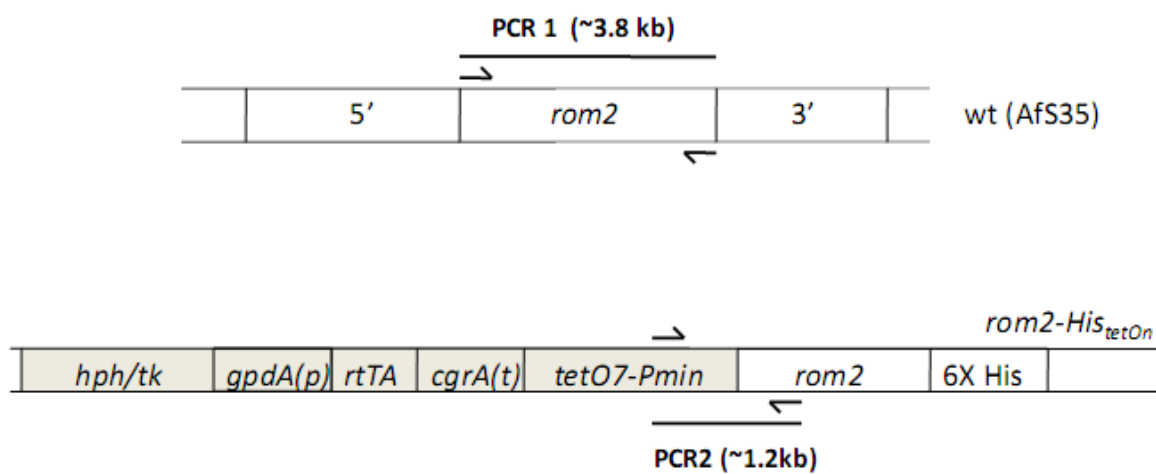 PCR 1 (~3.8 kb)
5’ rom2 3’ wt (AfS35)
rom2-His_tetOn
hph/tk gpdA(p) rtTA cgrA(t) tetO7-Pmin rom2 6X His
PCR2 (~1.2kb)